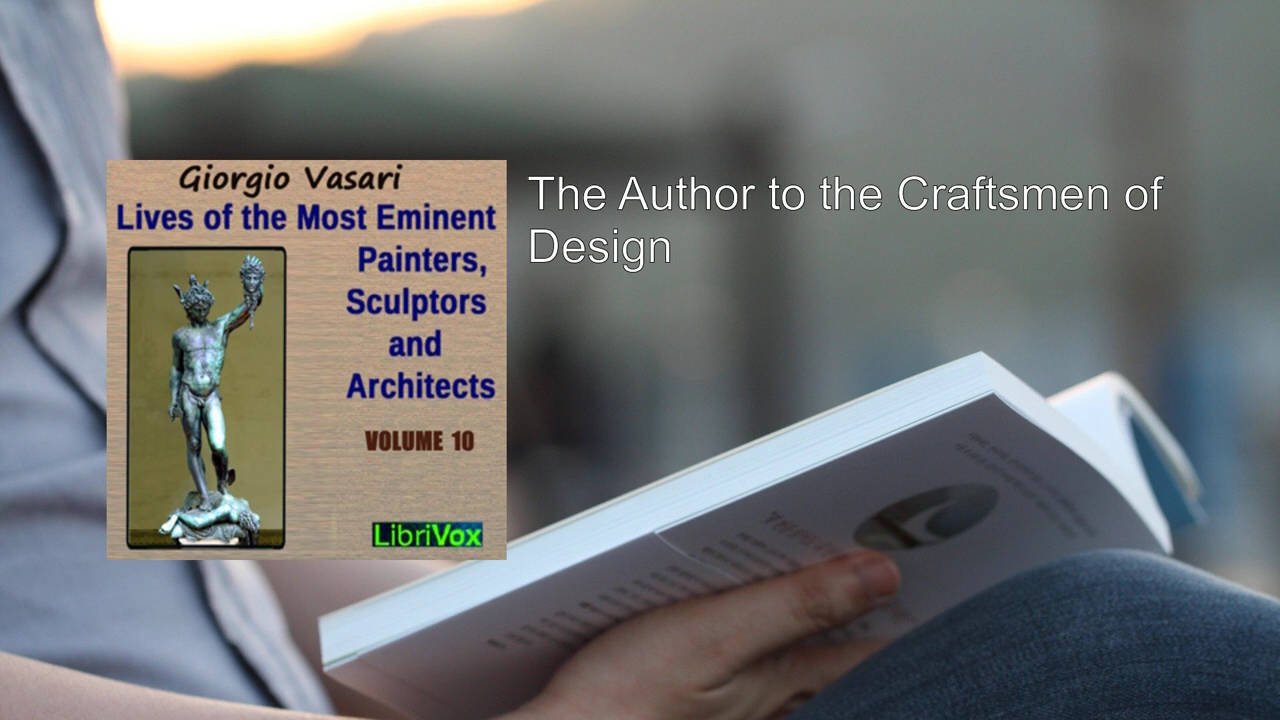 Giorgio Vasari
Lives of the Most Eminent
Painters,
Sculptors
and
Architects
VOLUME 10
LibriVox
The Author to the Craftsmen of
Design